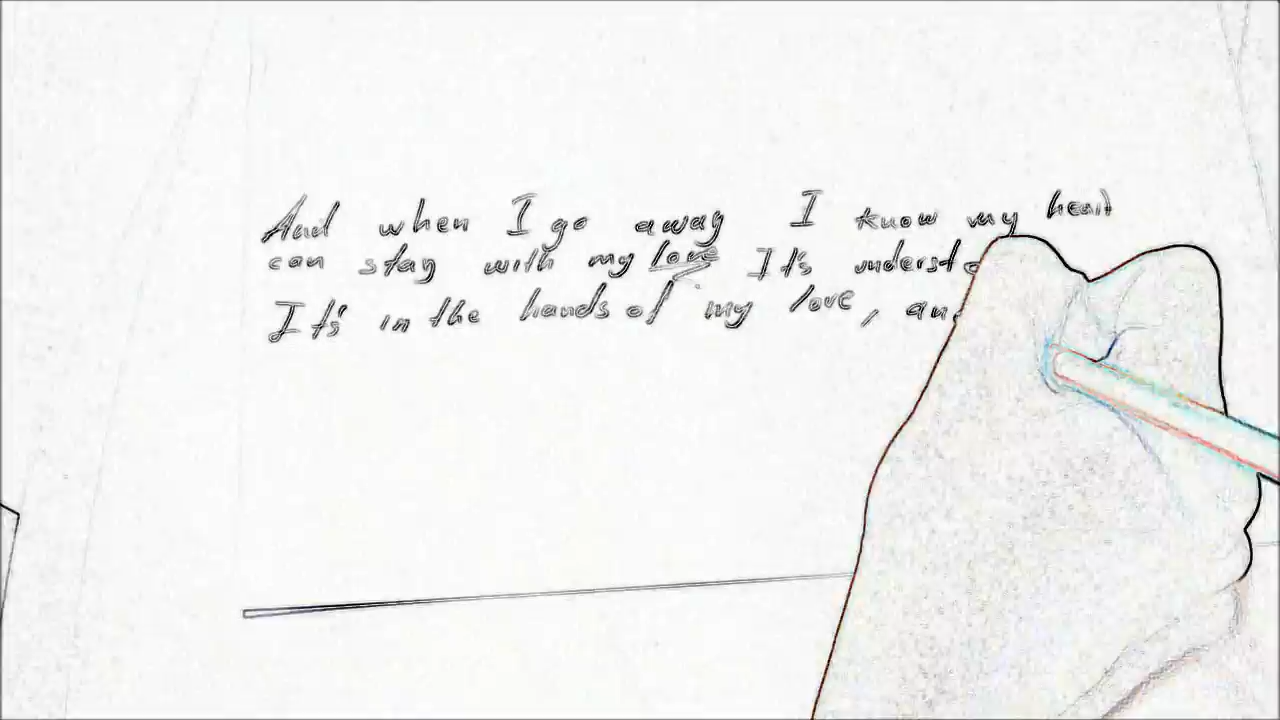 And when I go away I know my heart
can stay with my love It's underst
It's in the hands of my love, an